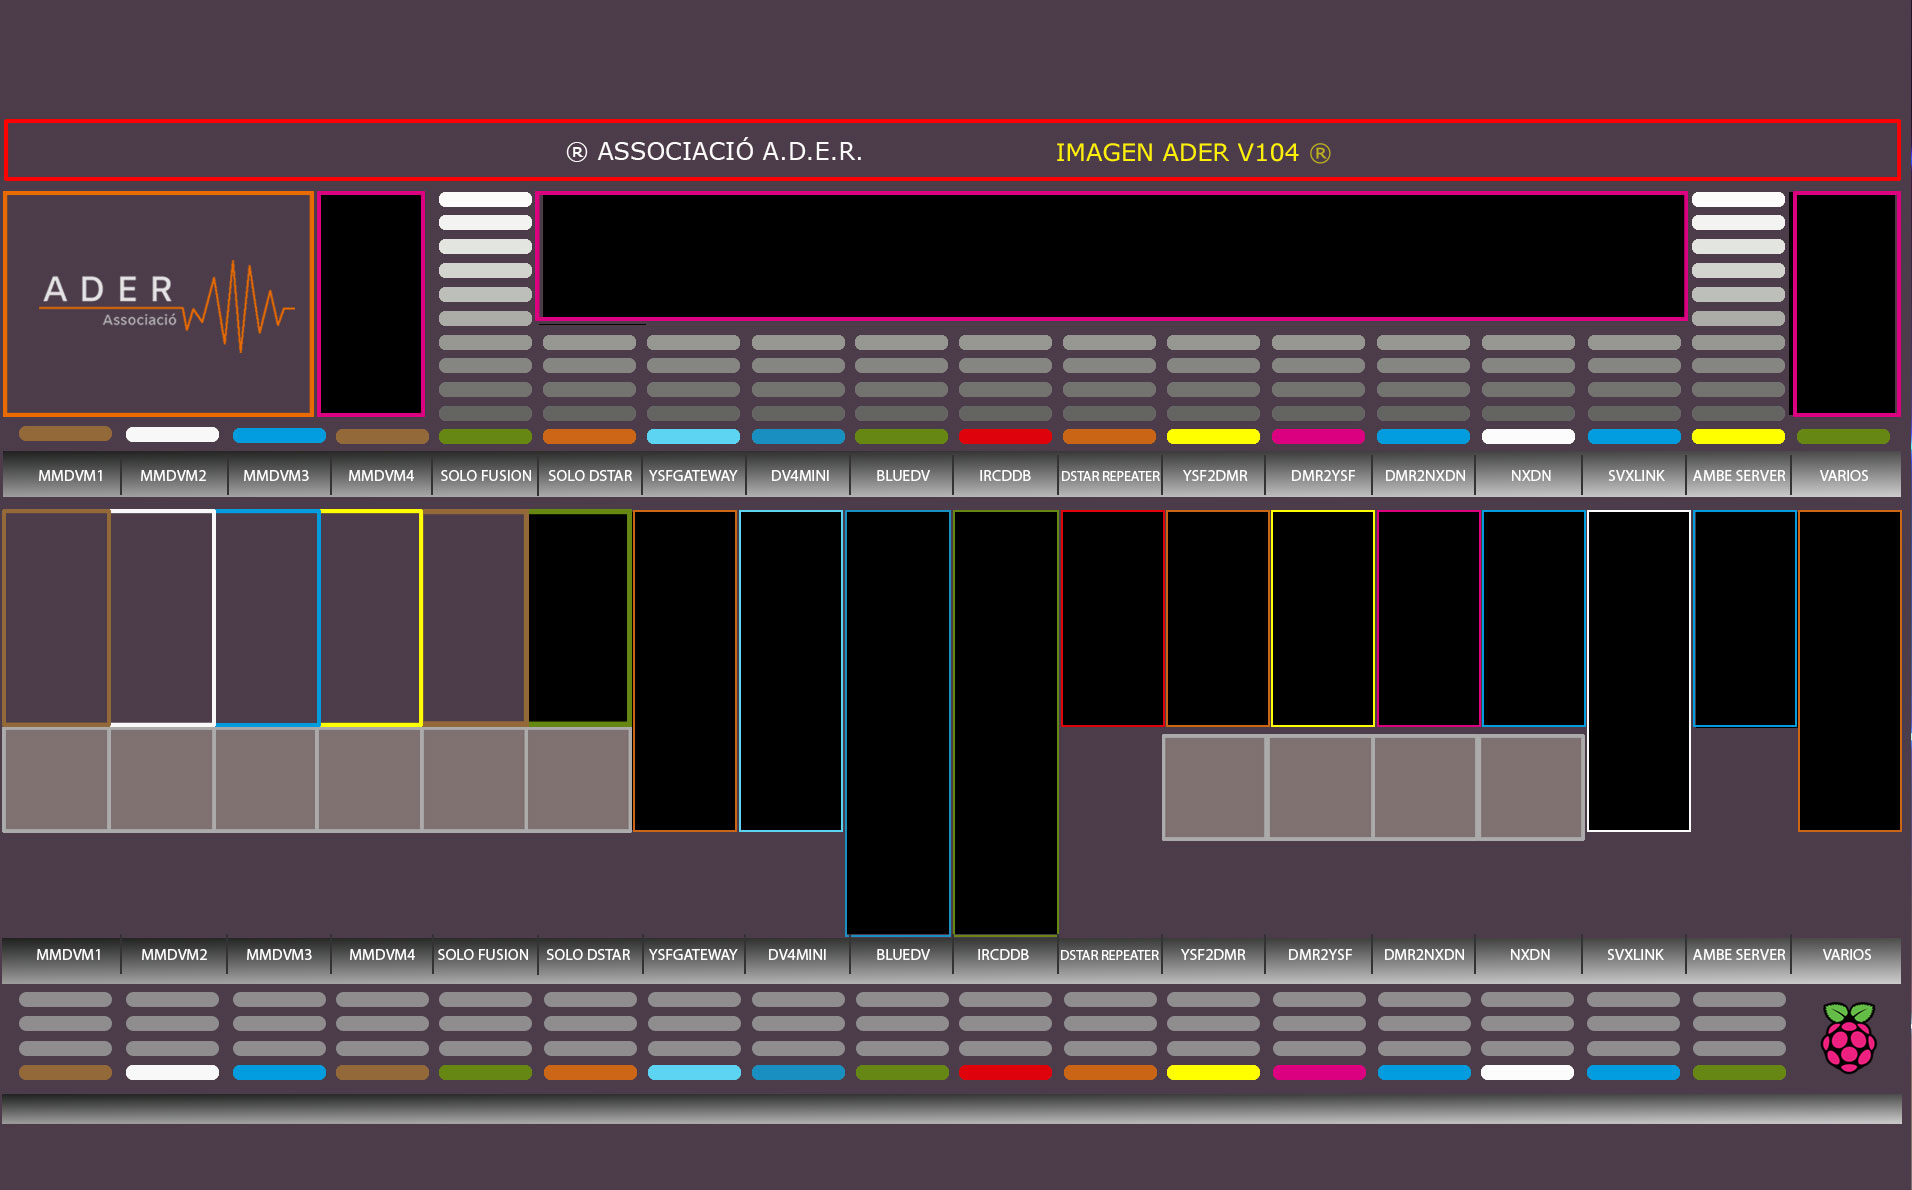 ® ASSOCIACIÓ A.D.E.R. IMAGEN ADER V104 ®
ADER
Associació
MMDVM1 MMDVM2 MMDVM3 MMDVM4 SOLO FUSION SOLO DSTAR YSFGATEWAY DV4MINI BLUEDV IRCDDB DSTAR REPEATER YSF2DMR DMR2YSF DMR2NXDN NXDN SVXLINK AMBE SERVER VARIOS
MMDVM1 MMDVM2 MMDVM3 MMDVM4 SOLO FUSION SOLO DSTAR YSFGATEWAY DV4MINI BLUEDV IRCDDB DSTAR REPEATER YSF2DMR DMR2YSF DMR2NXDN NXDN SVXLINK AMBE SERVER VARIOS